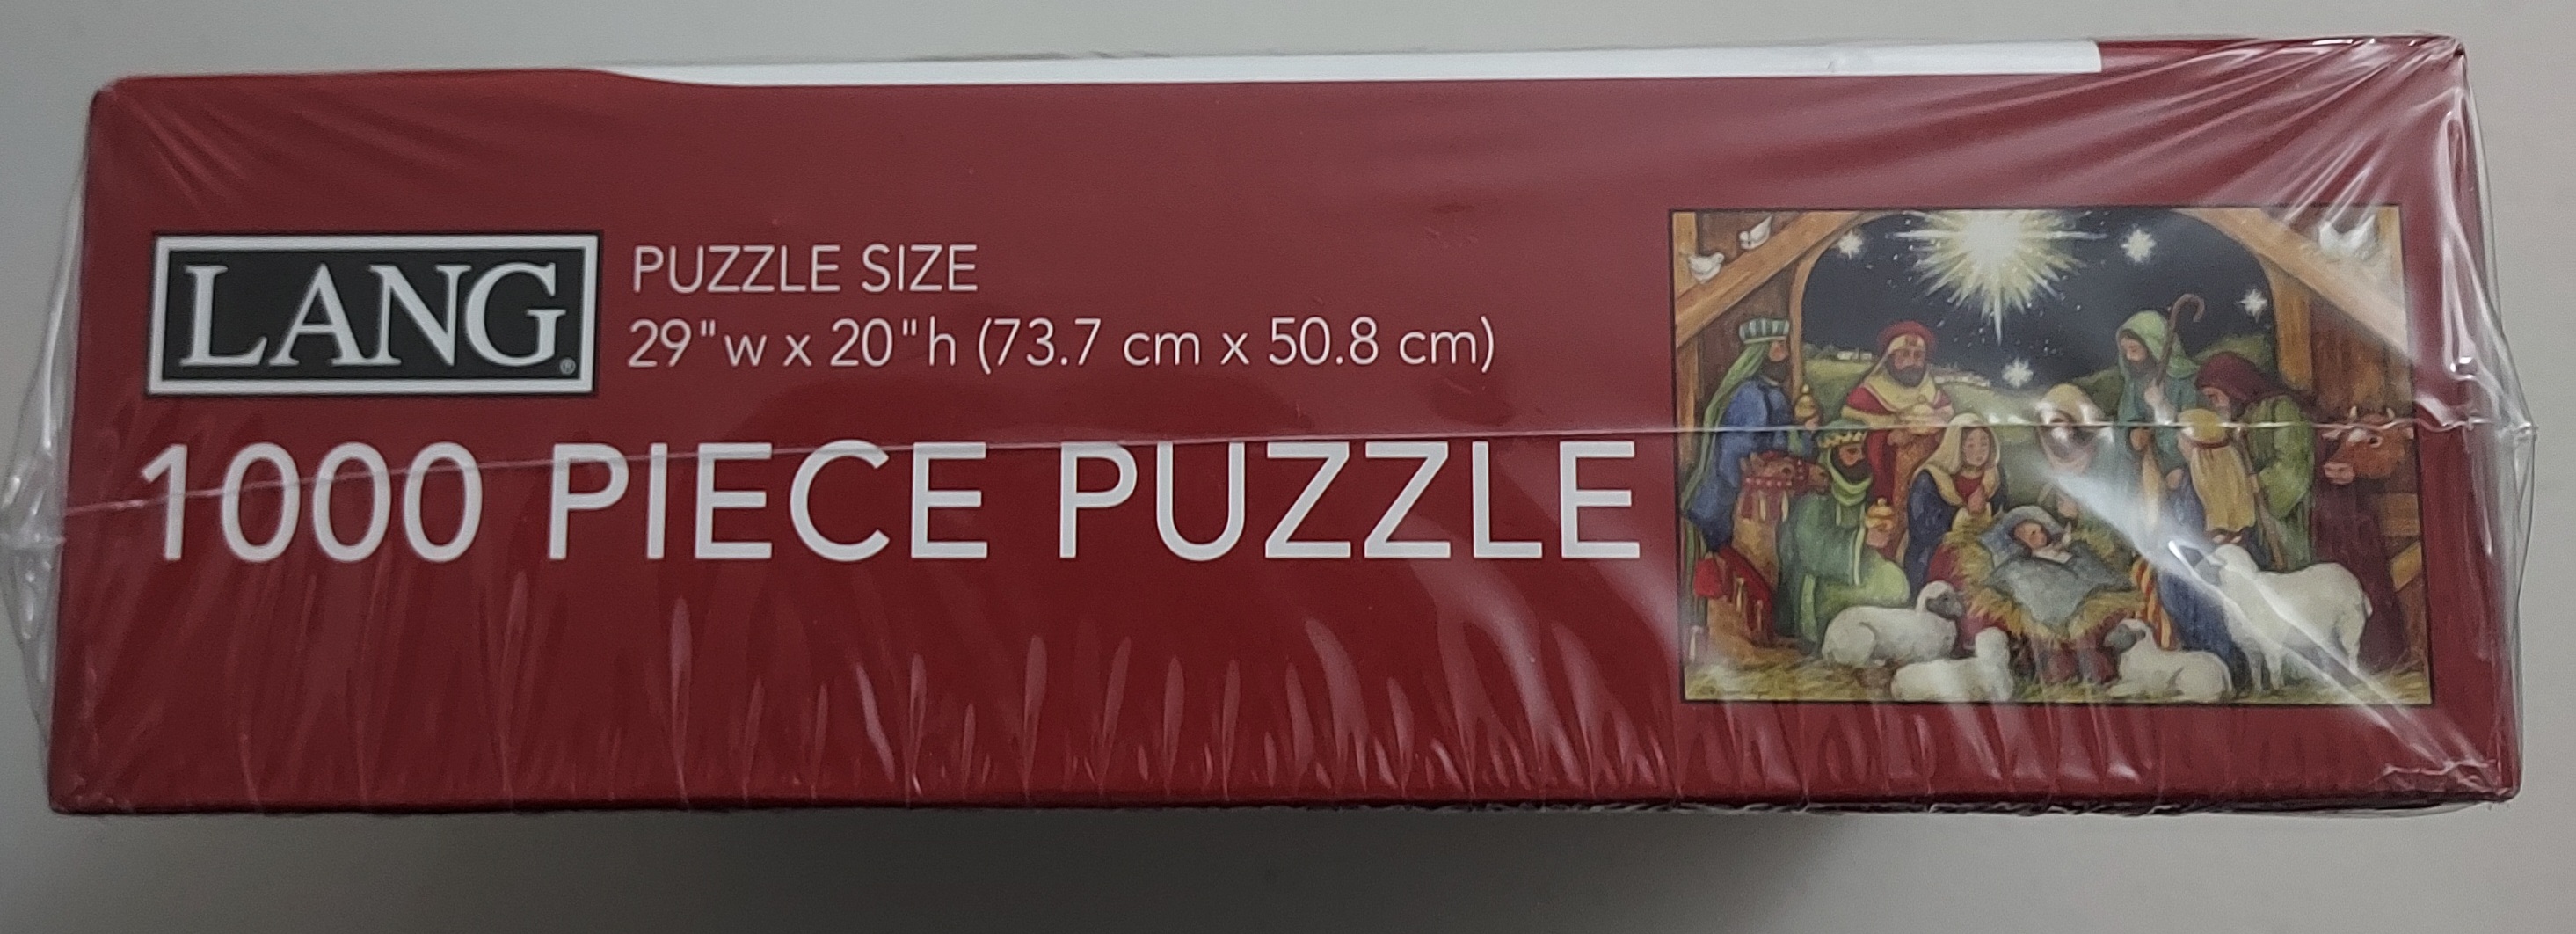 LANG®
PUZZLE SIZE
29"w x 20"h (73.7 cm x 50.8 cm)
1000 PIECE PUZZLE